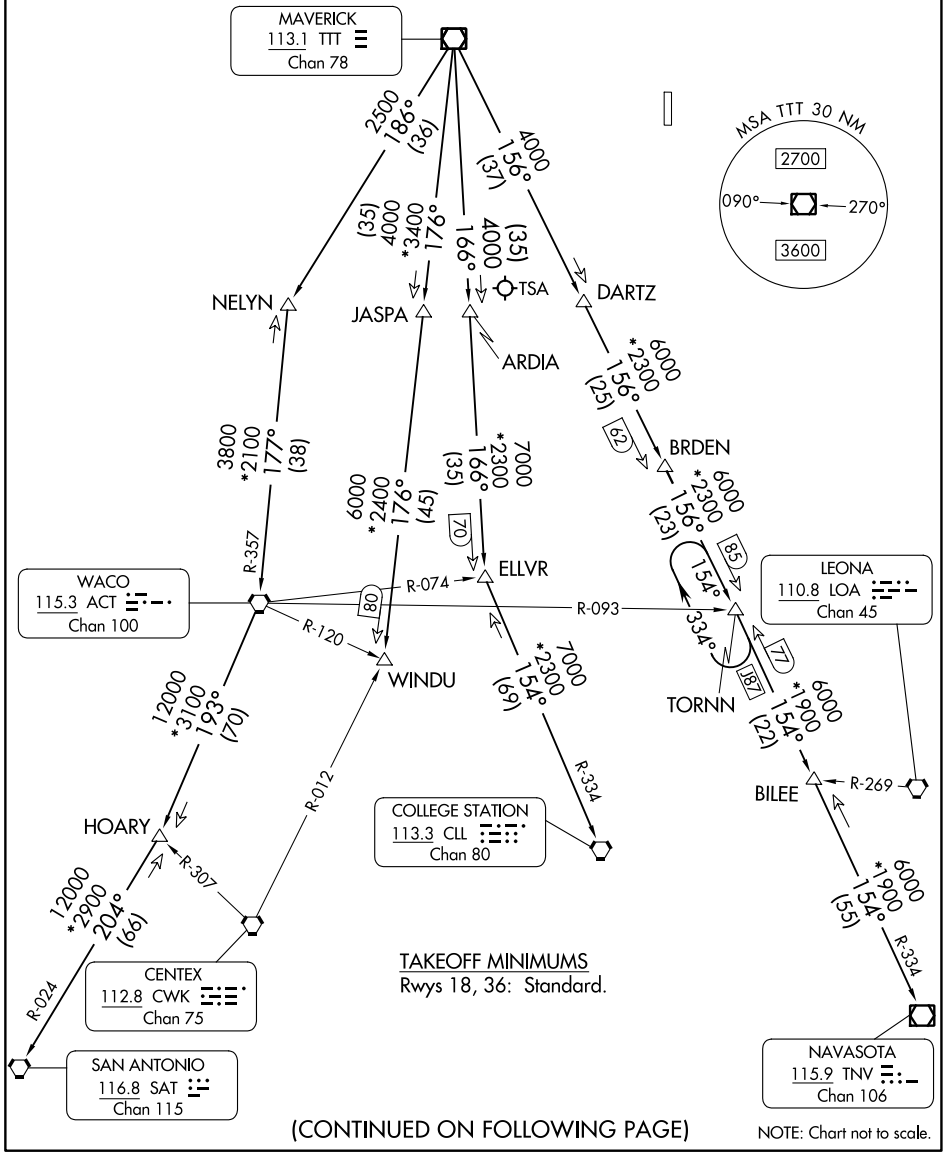 MAVERICK
113.1 TTT
Chan 78
2500
186°
(36)
(35)
4000
*3400
176°
166°
4000
(35)
4000
156°
(37)
MSA TTT 30 NM
2700
090°
270°
3600
TSA
NELYN
JASPA
ARDIA
DARTZ
6000
*2300
156°
(25)
62
BRDEN
3800
*2100
177°
(38)
6000
*2400
176°
(45)
7000
*2300
166°
(35)
70
6000
*2300
156°
(23)
85
R-357
WACO
115.3 ACT
Chan 100
R-074
ELLVR
80
R-093
R-120
WINDU
154°
334°
LEONA
110.8 LOA
Chan 45
77
J87
TORNN
12000
*3100
193°
(70)
7000
*2300
154°
(69)
6000
*1900
154°
(22)
R-012
R-334
BILEE
R-269
HOARY
R-307
COLLEGE STATION
113.3 CLL
Chan 80
12000
*2900
204°
(66)
R-024
6000
*1900
154°
(55)
R-334
CENTEX
112.8 CWK
Chan 75
TAKEOFF MINIMUMS
Rwys 18, 36: Standard.
SAN ANTONIO
116.8 SAT
Chan 115
NAVASOTA
115.9 TNV
Chan 106
(CONTINUED ON FOLLOWING PAGE)
NOTE: Chart not to scale.